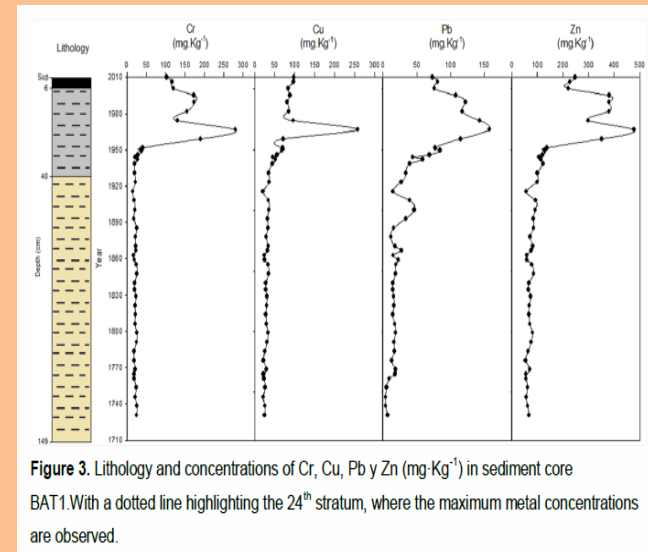 Lithology
Cr
(mg.Kg⁻¹)
Cu
(mg.Kg⁻¹)
Pb
(mg.Kg⁻¹)
Zn
(mg.Kg⁻¹)
0 50 100 150 200 250 300
0 50 100 150 200 250 300
0 50 100 150
0 100 200 300 400 500
Sup
6
40
149
Depth (cm)
Year
2010
1980
1950
1920
1890
1860
1830
1800
1770
1740
1710
Figure 3. Lithology and concentrations of Cr, Cu, Pb y Zn (mg·Kg⁻¹) in sediment core
BAT1.With a dotted line highlighting the 24th stratum, where the maximum metal concentrations
are observed.